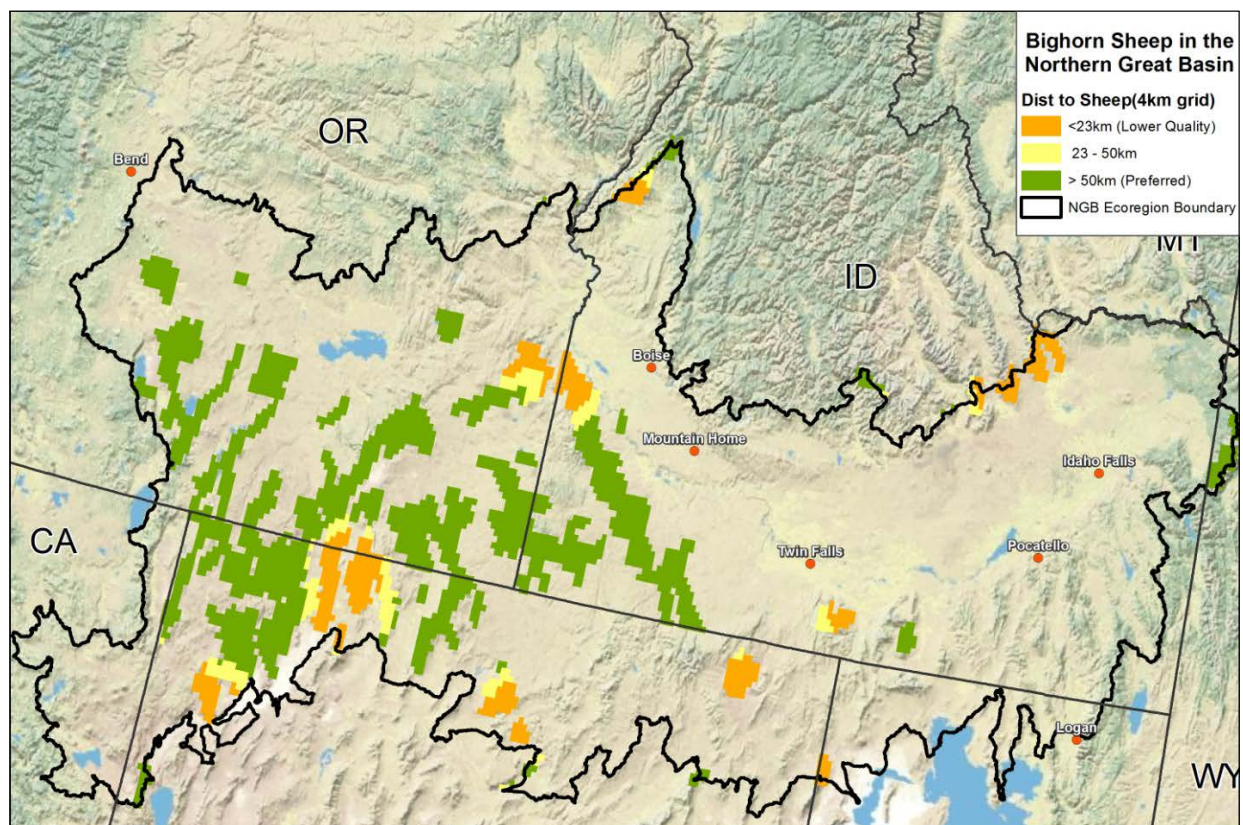 Bighorn Sheep in the
Northern Great Basin
Dist to Sheep(4km grid)
<23km (Lower Quality)
23 - 50km
> 50km (Preferred)
NGB Ecoregion Boundary
MT
OR
Bend
ID
Boise
Mountain Home
Idaho Falls
CA
Twin Falls
Pocatello
Logan
WY